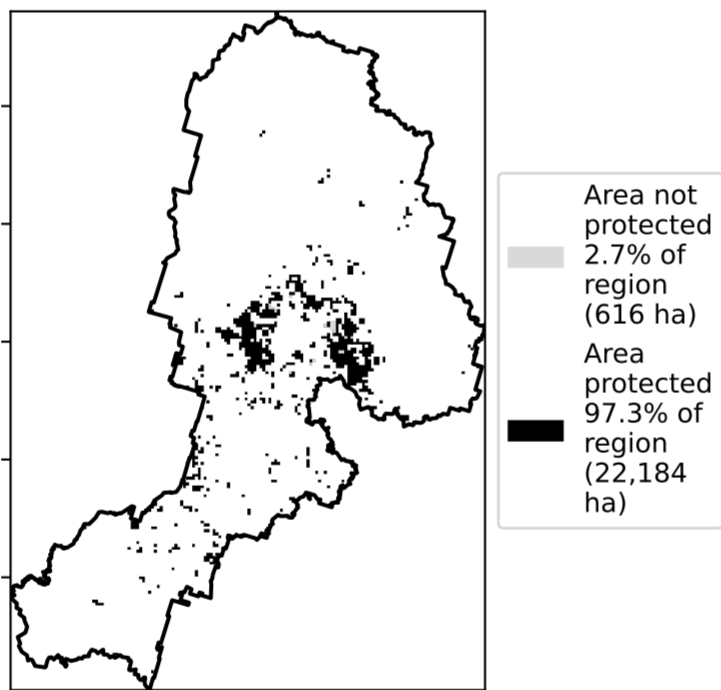 Area not
protected
2.7% of
region
(616 ha)
Area
protected
97.3% of
region
(22,184
ha)